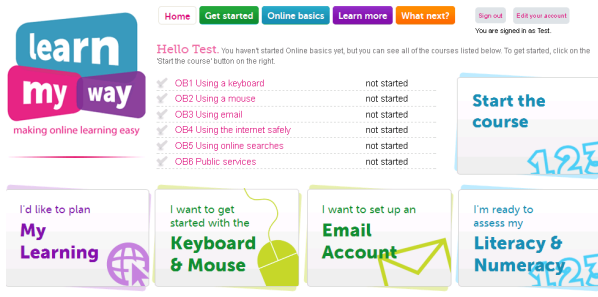 learn
my way
making online learning easy
Home Get started Online basics Learn more What next? Sign out Edit your account
You are signed in as Test.
Hello Test. You haven't started Online basics yet, but you can see all of the courses listed below. To get started, click on the
'Start the course' button on the right.
OB1 Using a keyboard not started
OB2 Using a mouse not started
OB3 Using email not started
OB4 Using the internet safely not started
OB5 Using online searches not started
OB6 Public services not started
Start the
course
123
I'd like to plan
My
Learning
I want to get
started with the
Keyboard
& Mouse
I want to set up an
Email
Account
I'm ready to
assess my
Literacy &
Numeracy
123